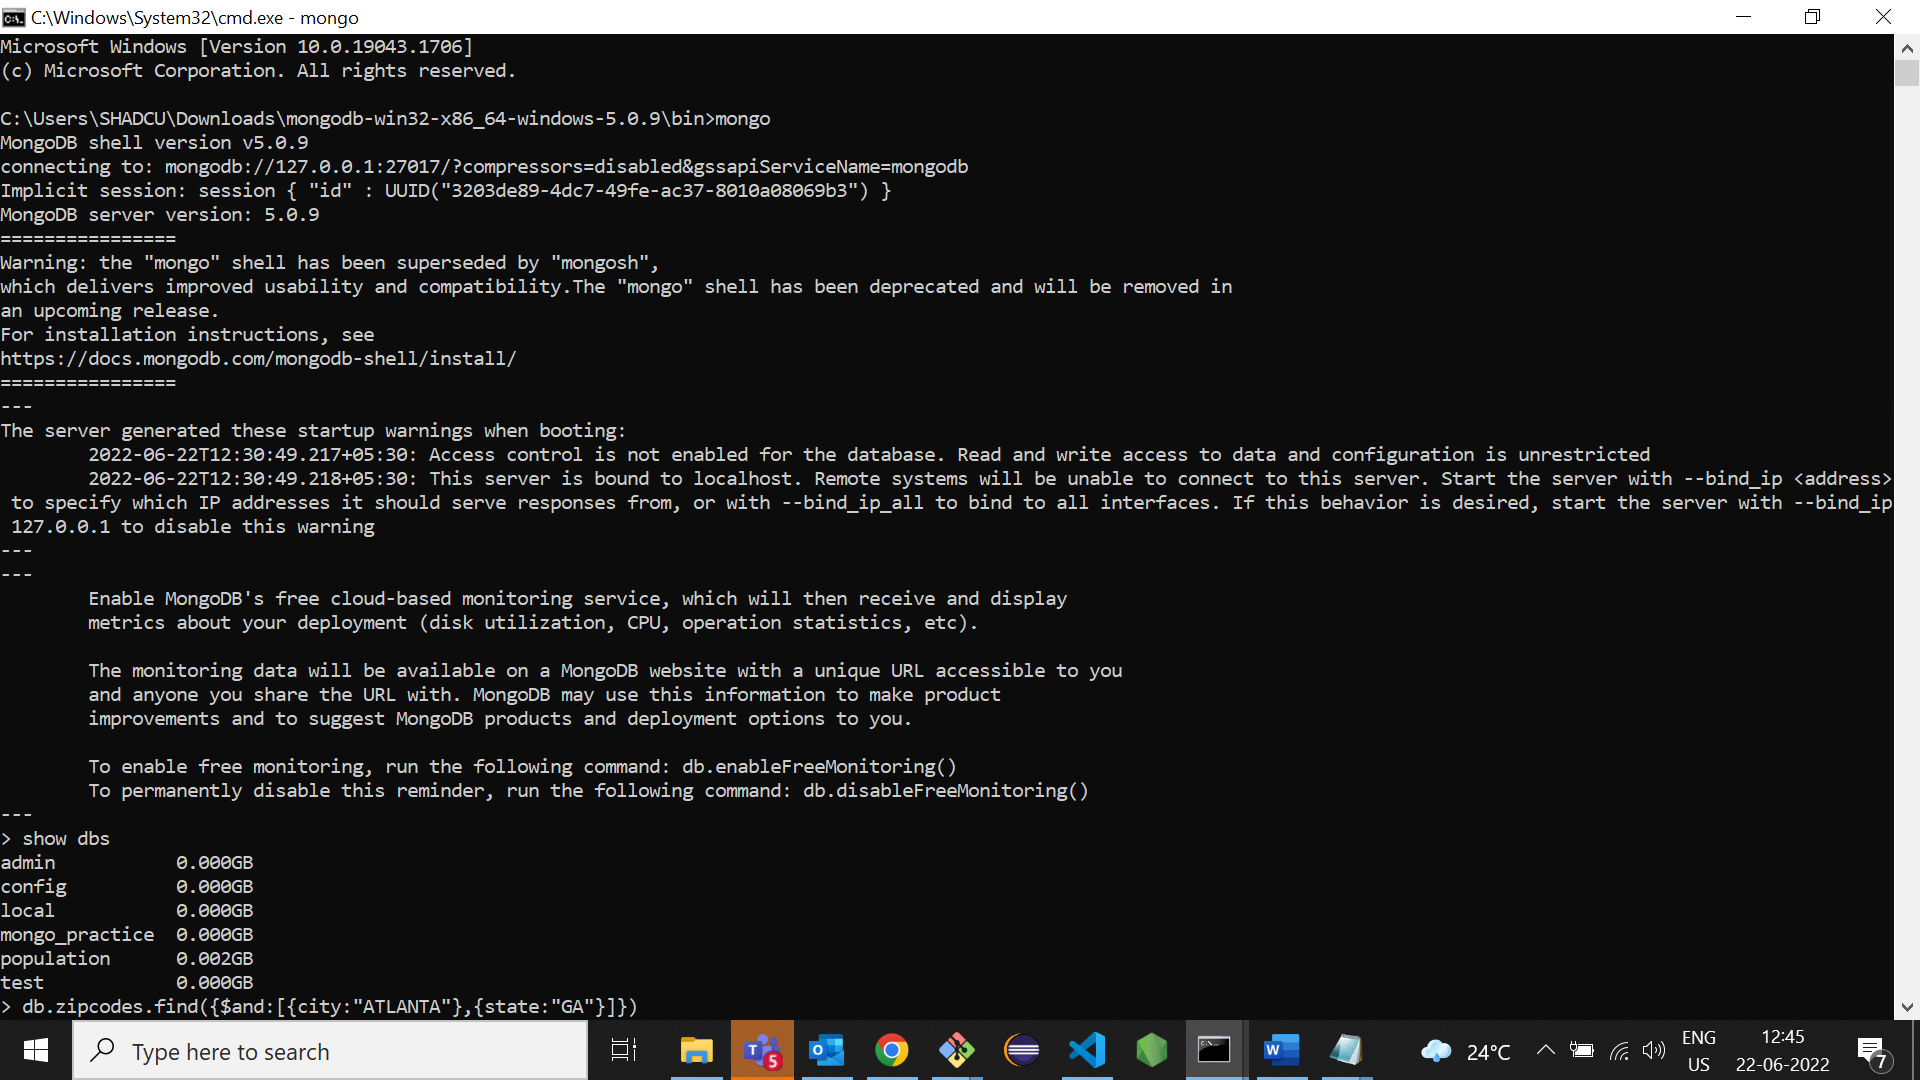 C:\Windows\System32\cmd.exe - mongo
Microsoft Windows [Version 10.0.19043.1706]
(c) Microsoft Corporation. All rights reserved.
C:\Users\SHADCU\Downloads\mongodb-win32-x86_64-windows-5.0.9\bin>mongo
MongoDB shell version v5.0.9
connecting to: mongodb://127.0.0.1:27017/?compressors=disabled&gssapiServiceName=mongodb
Implicit session: session { "id" : UUID("3203de89-4dc7-49fe-ac37-8010a08069b3") }
MongoDB server version: 5.0.9
================
Warning: the "mongo" shell has been superseded by "mongosh",
which delivers improved usability and compatibility.The "mongo" shell has been deprecated and will be removed in
an upcoming release.
For installation instructions, see
https://docs.mongodb.com/mongodb-shell/install/
================
---
The server generated these startup warnings when booting:
2022-06-22T12:30:49.217+05:30: Access control is not enabled for the database. Read and write access to data and configuration is unrestricted
2022-06-22T12:30:49.218+05:30: This server is bound to localhost. Remote systems will be unable to connect to this server. Start the server with --bind_ip <address>
to specify which IP addresses it should serve responses from, or with --bind_ip_all to bind to all interfaces. If this behavior is desired, start the server with --bind_ip
127.0.0.1 to disable this warning
---
---
Enable MongoDB's free cloud-based monitoring service, which will then receive and display
metrics about your deployment (disk utilization, CPU, operation statistics, etc).
The monitoring data will be available on a MongoDB website with a unique URL accessible to you
and anyone you share the URL with. MongoDB may use this information to make product
improvements and to suggest MongoDB products and deployment options to you.
To enable free monitoring, run the following command: db.enableFreeMonitoring()
To permanently disable this reminder, run the following command: db.disableFreeMonitoring()
---
> show dbs
admin 0.000GB
config 0.000GB
local 0.000GB
mongo_practice 0.000GB
population 0.002GB
test 0.000GB
> db.zipcodes.find({$and:[{city:"ATLANTA"},{state:"GA"}]})
Type here to search
T 5
O
W
24°C
ENG
US
12:45
22-06-2022
7